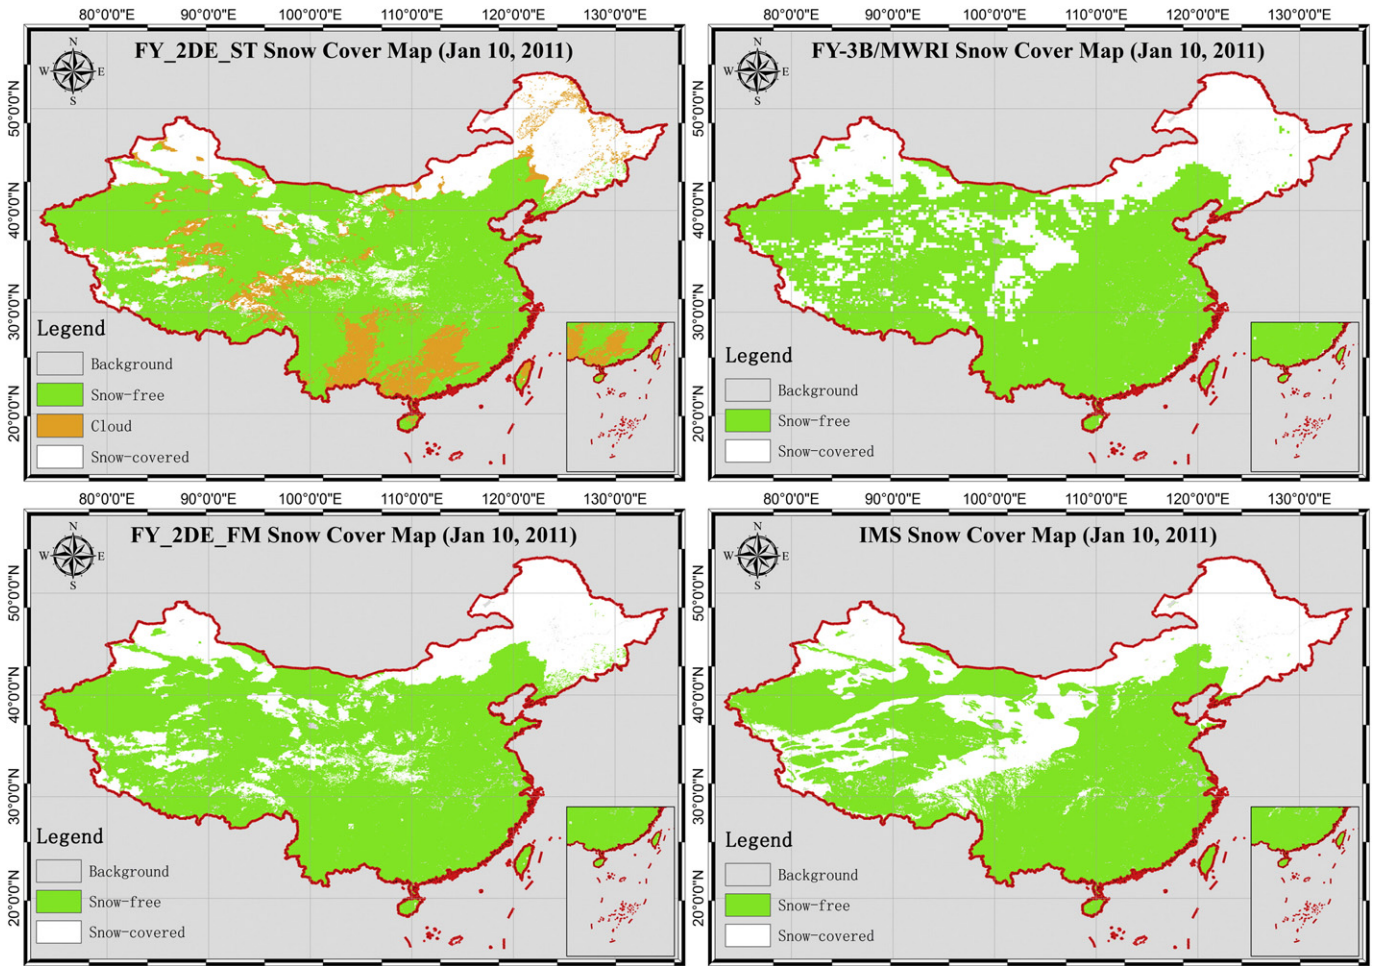 80°0'0"E 90°0'0"E 100°0'0"E 110°0'0"E 120°0'0"E 130°0'0"E
FY_2DE_ST Snow Cover Map (Jan 10, 2011)
N
W E
S
50°0'0"N
40°0'0"N
30°0'0"N
20°0'0"N
Legend
Background
Snow-free
Cloud
Snow-covered
80°0'0"E 90°0'0"E 100°0'0"E 110°0'0"E 120°0'0"E 130°0'0"E
FY-3B/MWRI Snow Cover Map (Jan 10, 2011)
N
W E
S
50°0'0"N
40°0'0"N
30°0'0"N
20°0'0"N
Legend
Background
Snow-free
Snow-covered
80°0'0"E 90°0'0"E 100°0'0"E 110°0'0"E 120°0'0"E 130°0'0"E
FY_2DE_FM Snow Cover Map (Jan 10, 2011)
N
W E
S
50°0'0"N
40°0'0"N
30°0'0"N
20°0'0"N
Legend
Background
Snow-free
Snow-covered
80°0'0"E 90°0'0"E 100°0'0"E 110°0'0"E 120°0'0"E 130°0'0"E
IMS Snow Cover Map (Jan 10, 2011)
N
W E
S
50°0'0"N
40°0'0"N
30°0'0"N
20°0'0"N
Legend
Background
Snow-free
Snow-covered